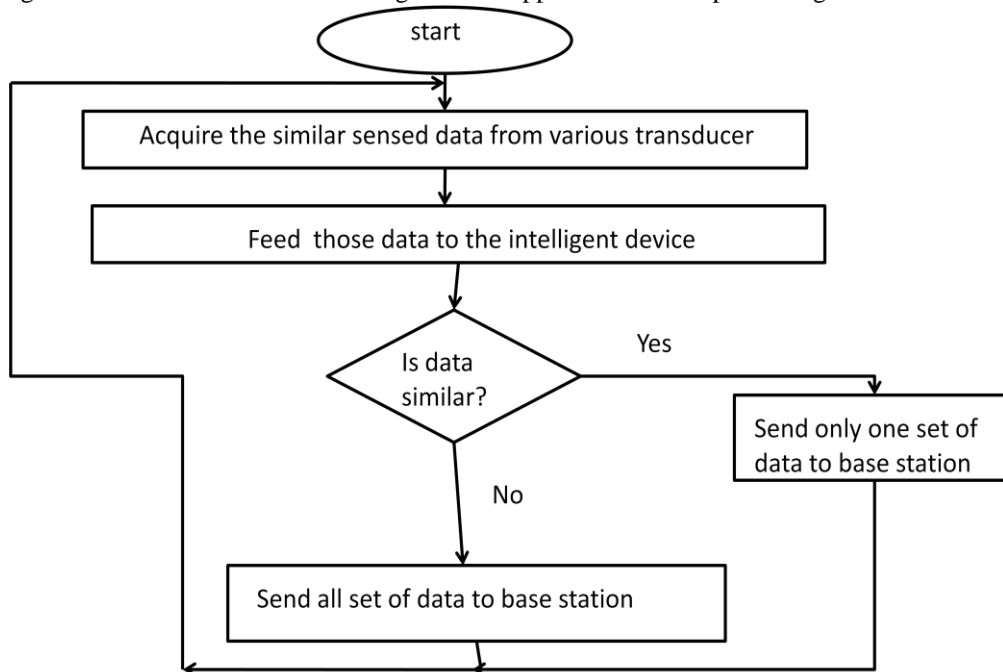 start
Acquire the similar sensed data from various transducer
Feed those data to the intelligent device
Is data
similar?
Yes
Send only one set of
data to base station
No
Send all set of data to base station